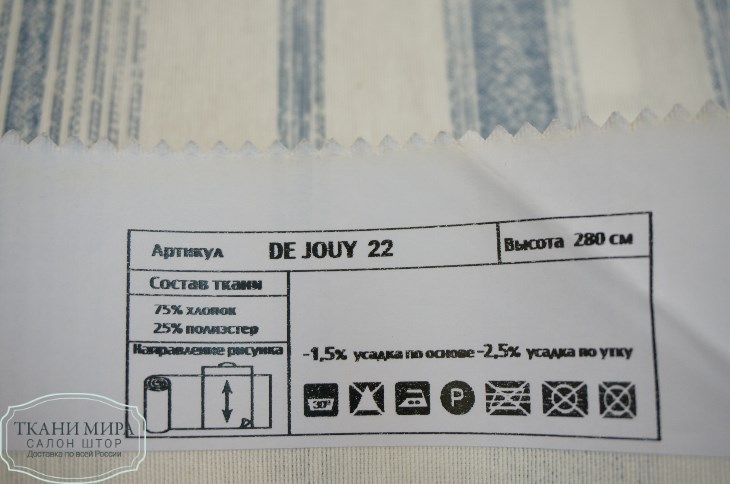 Артикул DE JOUY 22 Высота 280 см
Состав ткани
75% хлопок
25% полиэстер
Направление рисунка
-1,5% усадка по основе -2,5% усадка по утку
30° P
ТКАНИ МИРА
САЛОН ШТОР
Доставка по всей России